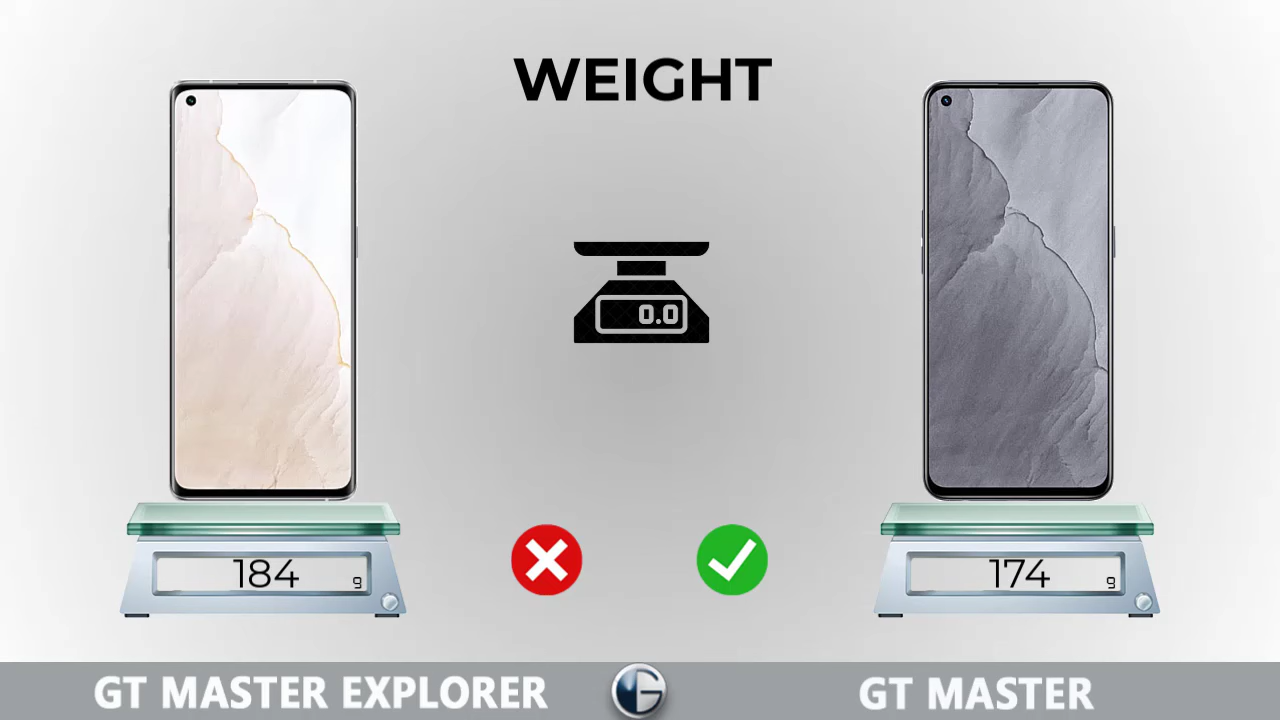 WEIGHT
0.0
184 g
174 g
GT MASTER EXPLORER
G
GT MASTER